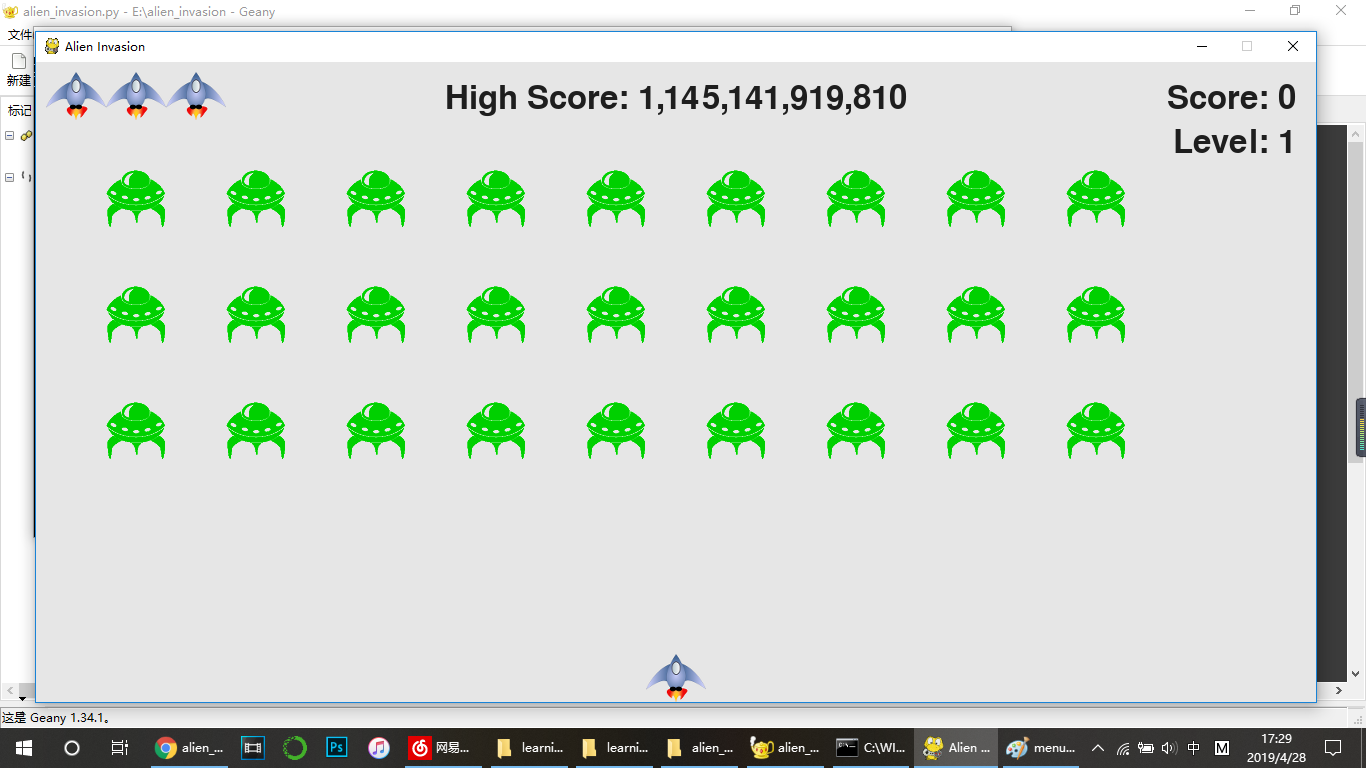 alien_invasion.py - E:\alien_invasion - Geany
文件
Alien Invasion
新建
标记
High Score: 1,145,141,919,810
Score: 0
Level: 1
这是 Geany 1.34.1。
alien_...
Ps
网易...
learni...
learni...
alien_...
alien_...
C:\WI...
Alien ...
menu...
中
M
17:29
2019/4/28